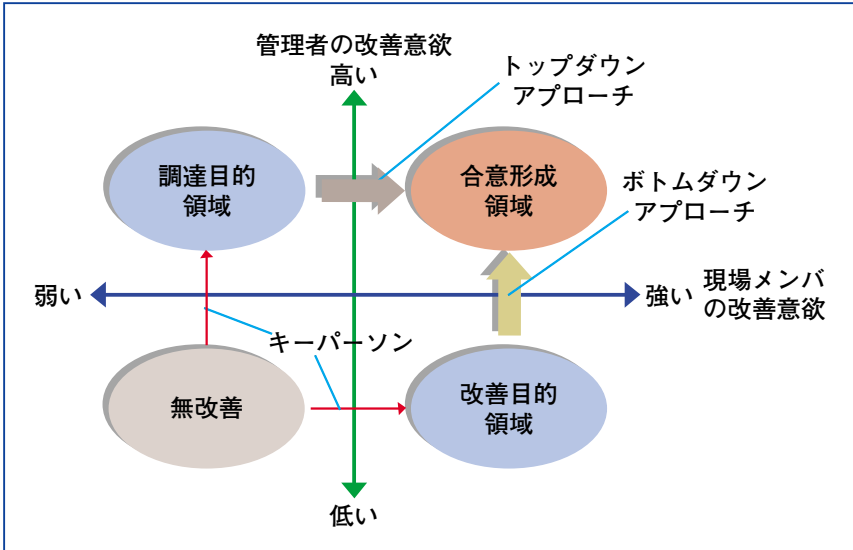 管理者の改善意欲
高い
トップダウン
アプローチ
調達目的
領域
合意形成
領域
ボトムダウン
アプローチ
弱い
強い
現場メンバ
の改善意欲
キーパーソン
無改善
改善目的
領域
低い